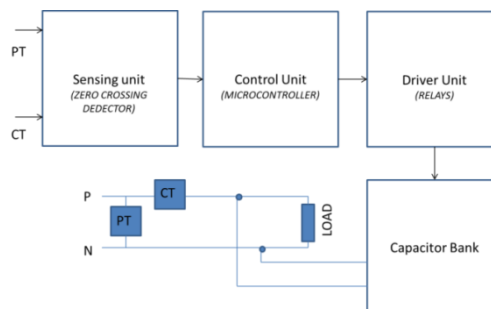 PT
CT
Sensing unit
(ZERO CROSSING
DEDECTOR)
Control Unit
(MICROCONTROLLER)
Driver Unit
(RELAYS)
P
CT
PT
N
LOAD
Capacitor Bank